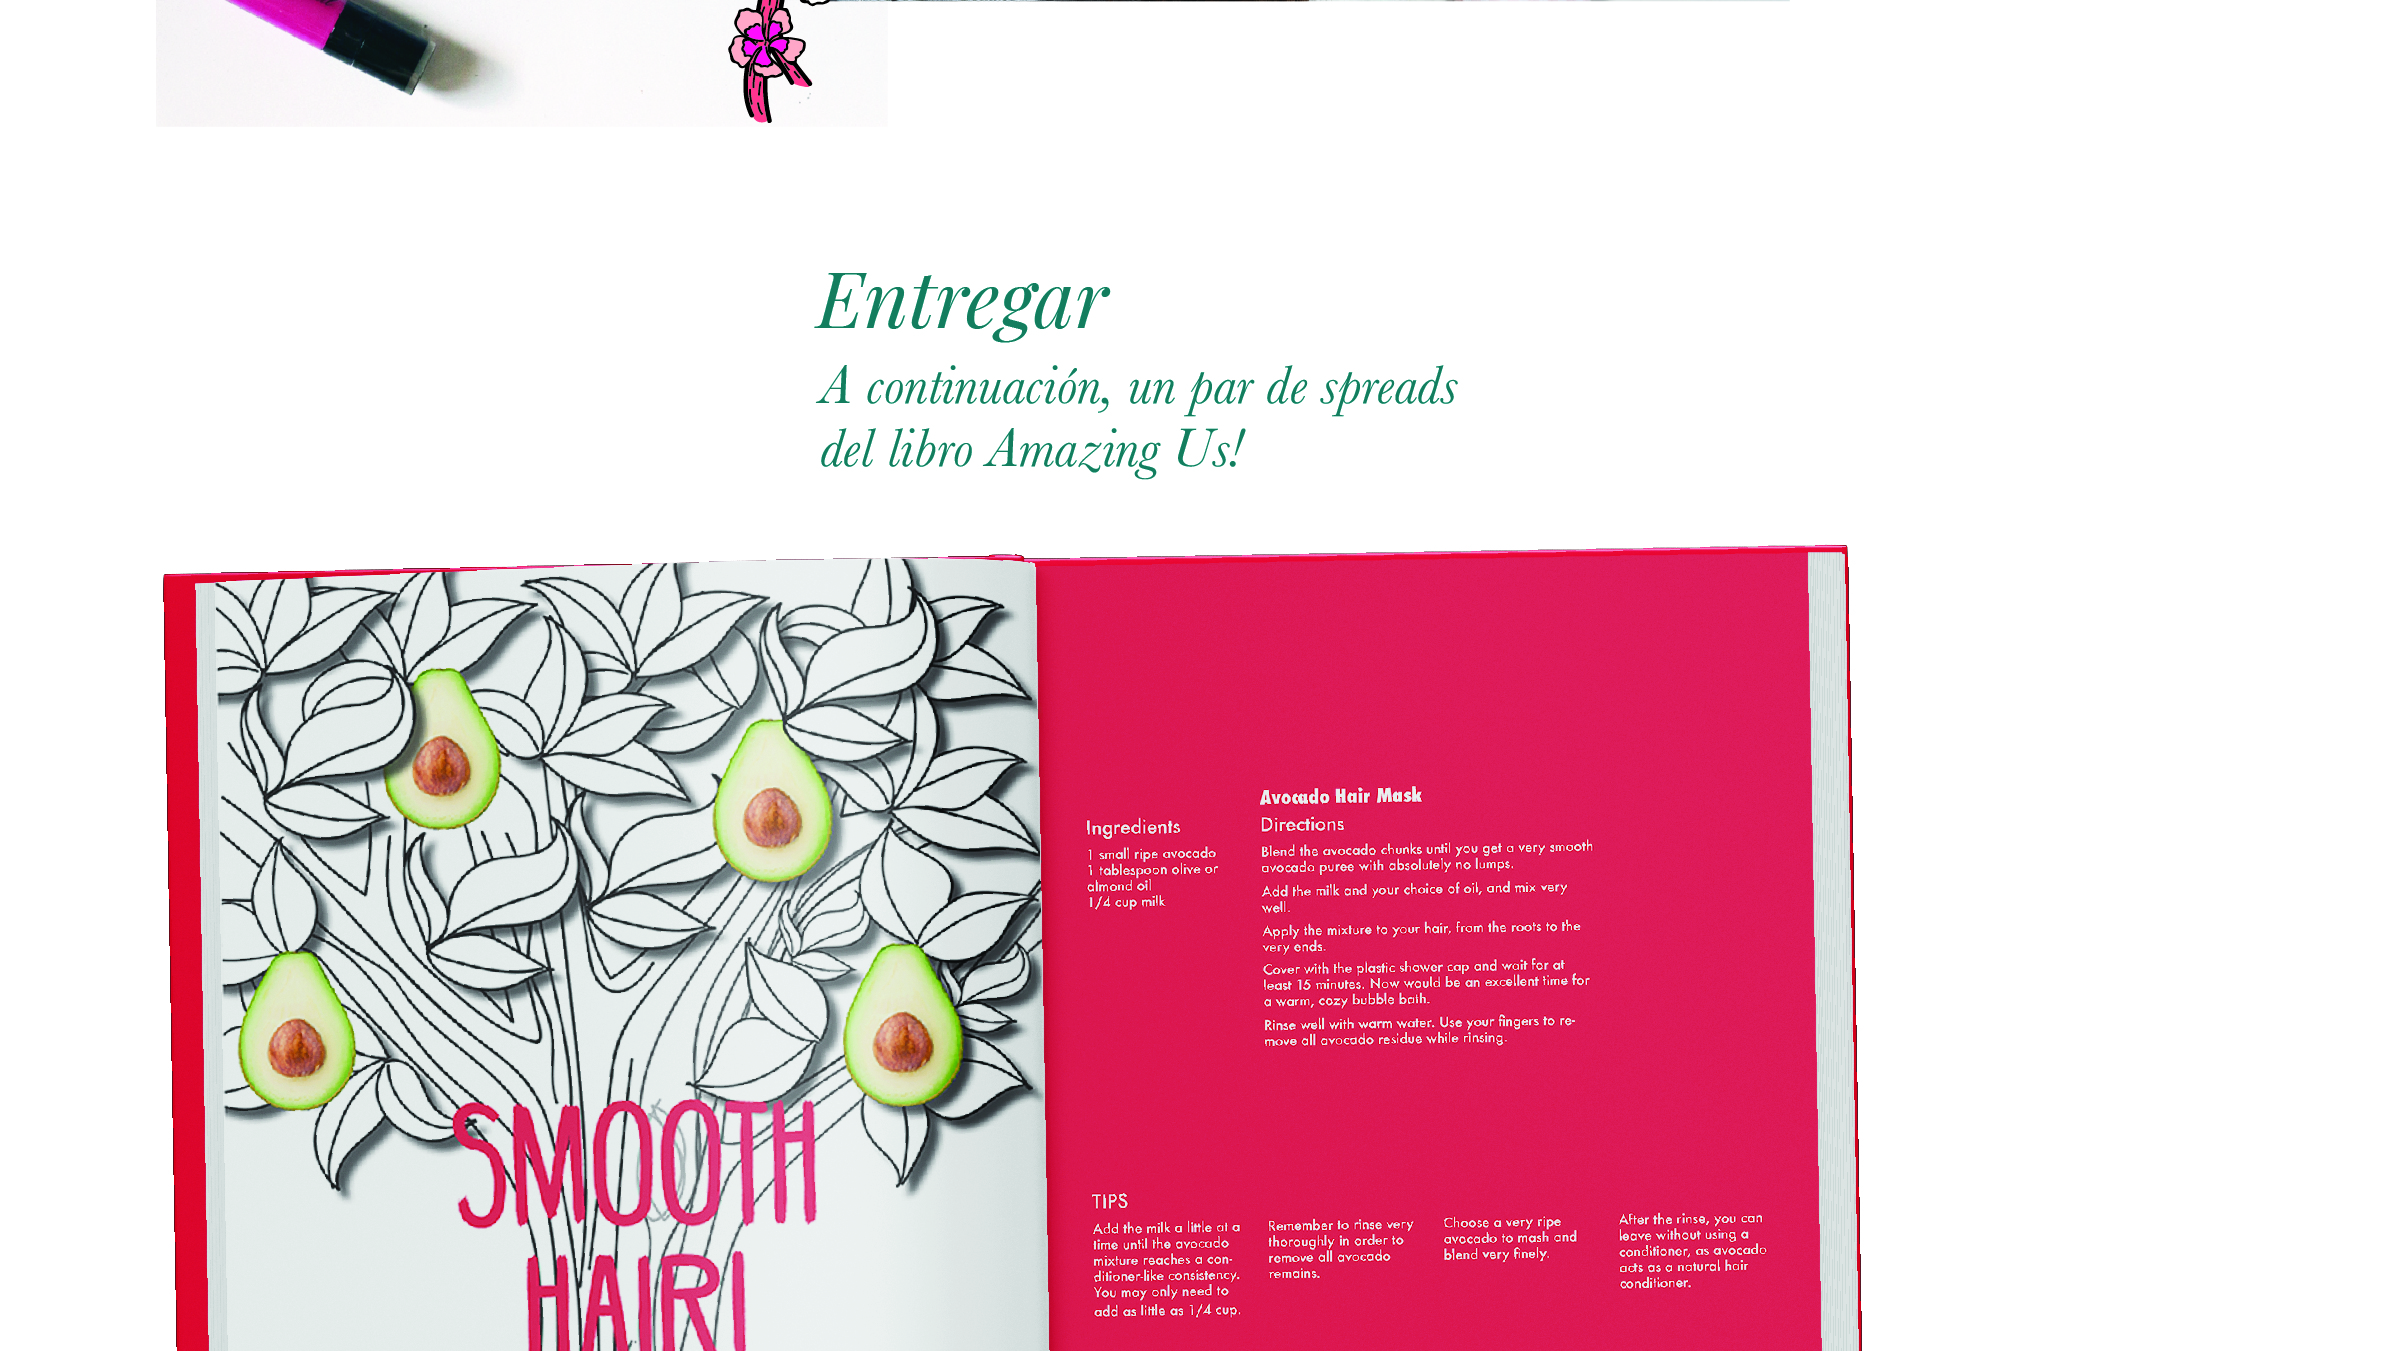 Entregar
A continuación, un par de spreads
del libro Amazing Us!
SMOOTH
HAIR!
Avocado Hair Mask
Ingredients
1 small ripe avocado
1 tablespoon olive or
almond oil
1/4 cup milk
Directions
Blend the avocado chunks until you get a very smooth
avocado puree with absolutely no lumps.
Add the milk and your choice of oil, and mix very
well.
Apply the mixture to your hair, from the roots to the
very ends.
Cover with the plastic shower cap and wait for at
least 15 minutes. Now would be an excellent time for
a warm, cozy bubble bath.
Rinse well with warm water. Use your fingers to re-
move all avocado residue while rinsing.
TIPS
Add the milk a little at a
time until the avocado
mixture reaches a con-
ditioner-like consistency.
You may only need to
add as little as 1/4 cup.
Remember to rinse very
thoroughly in order to
remove all avocado
remains.
Choose a very ripe
avocado to mash and
blend very finely.
After the rinse, you can
leave without using a
conditioner, as avocado
acts as a natural hair
conditioner.